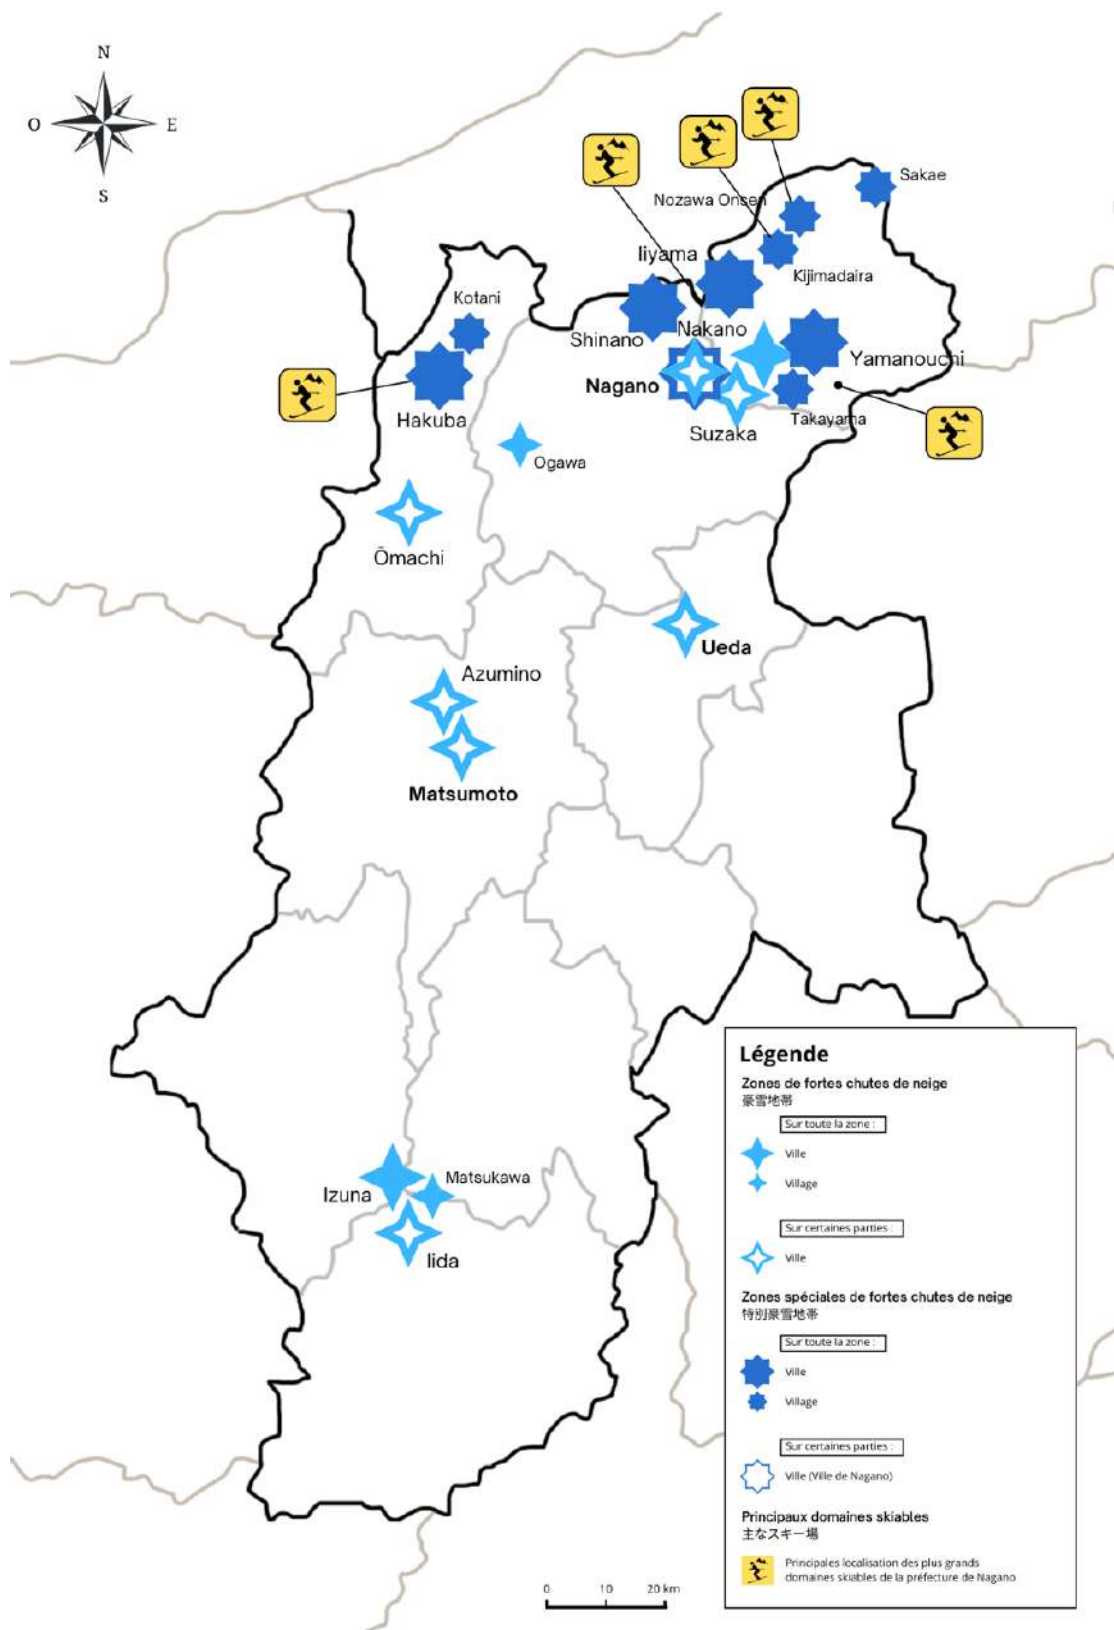 N
O
E
S
Sakae
Nozawa Onsen
Iiyama
Kijimadaira
Kotani
Shinano
Nakano
Yamanouchi
Nagano
Hakuba
Takayama
Suzaka
Ogawa
Ōmachi
Ueda
Azumino
Matsumoto
Matsukawa
Izuna
Iida
Légende
Zones de fortes chutes de neige
豪雪地帯
Sur toute la zone :
Ville
Village
Sur certaines parties :
Ville
Zones spéciales de fortes chutes de neige
特別豪雪地帯
Sur toute la zone :
Ville
Village
Sur certaines parties :
Ville (Ville de Nagano)
Principaux domaines skiables
主なスキー場
Principales localisation des plus grands
domaines skiables de la préfecture de Nagano
0 10 20 km